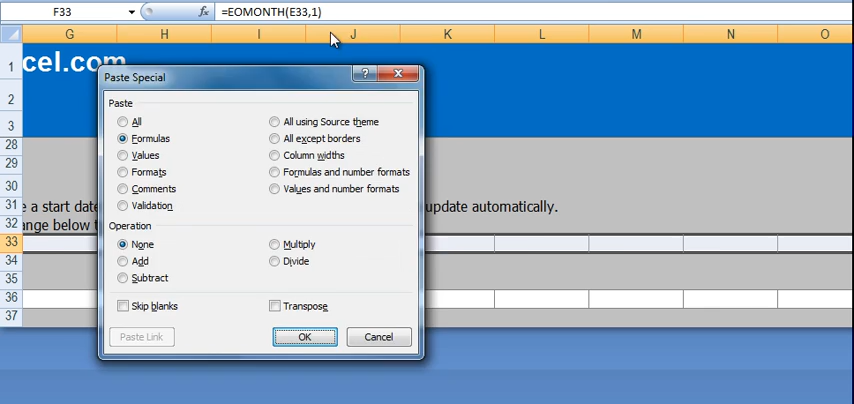 F33 fx =EOMONTH(E33,1)
G H I J K L M N O
1 cel.com
2
3
28
29
30
31 e a start date update automatically.
32 ange below t
33
34
35
36
37
Paste Special
Paste
All All using Source theme
Formulas All except borders
Values Column widths
Formats Formulas and number formats
Comments Values and number formats
Validation
Operation
None Multiply
Add Divide
Subtract
Skip blanks Transpose
Paste Link OK Cancel